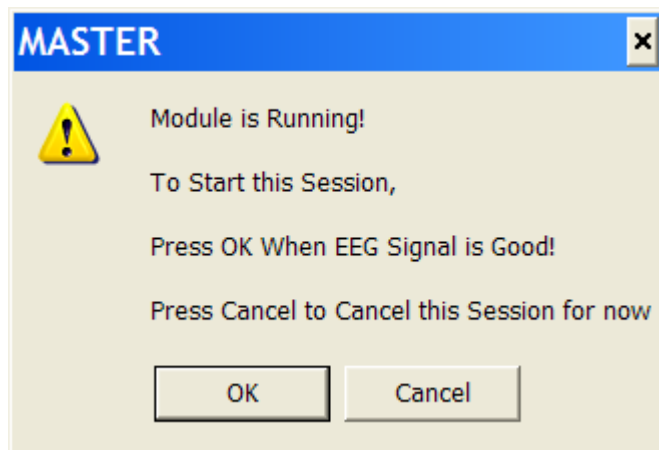 MASTER
Module is Running!
To Start this Session,
Press OK When EEG Signal is Good!
Press Cancel to Cancel this Session for now
OK
Cancel